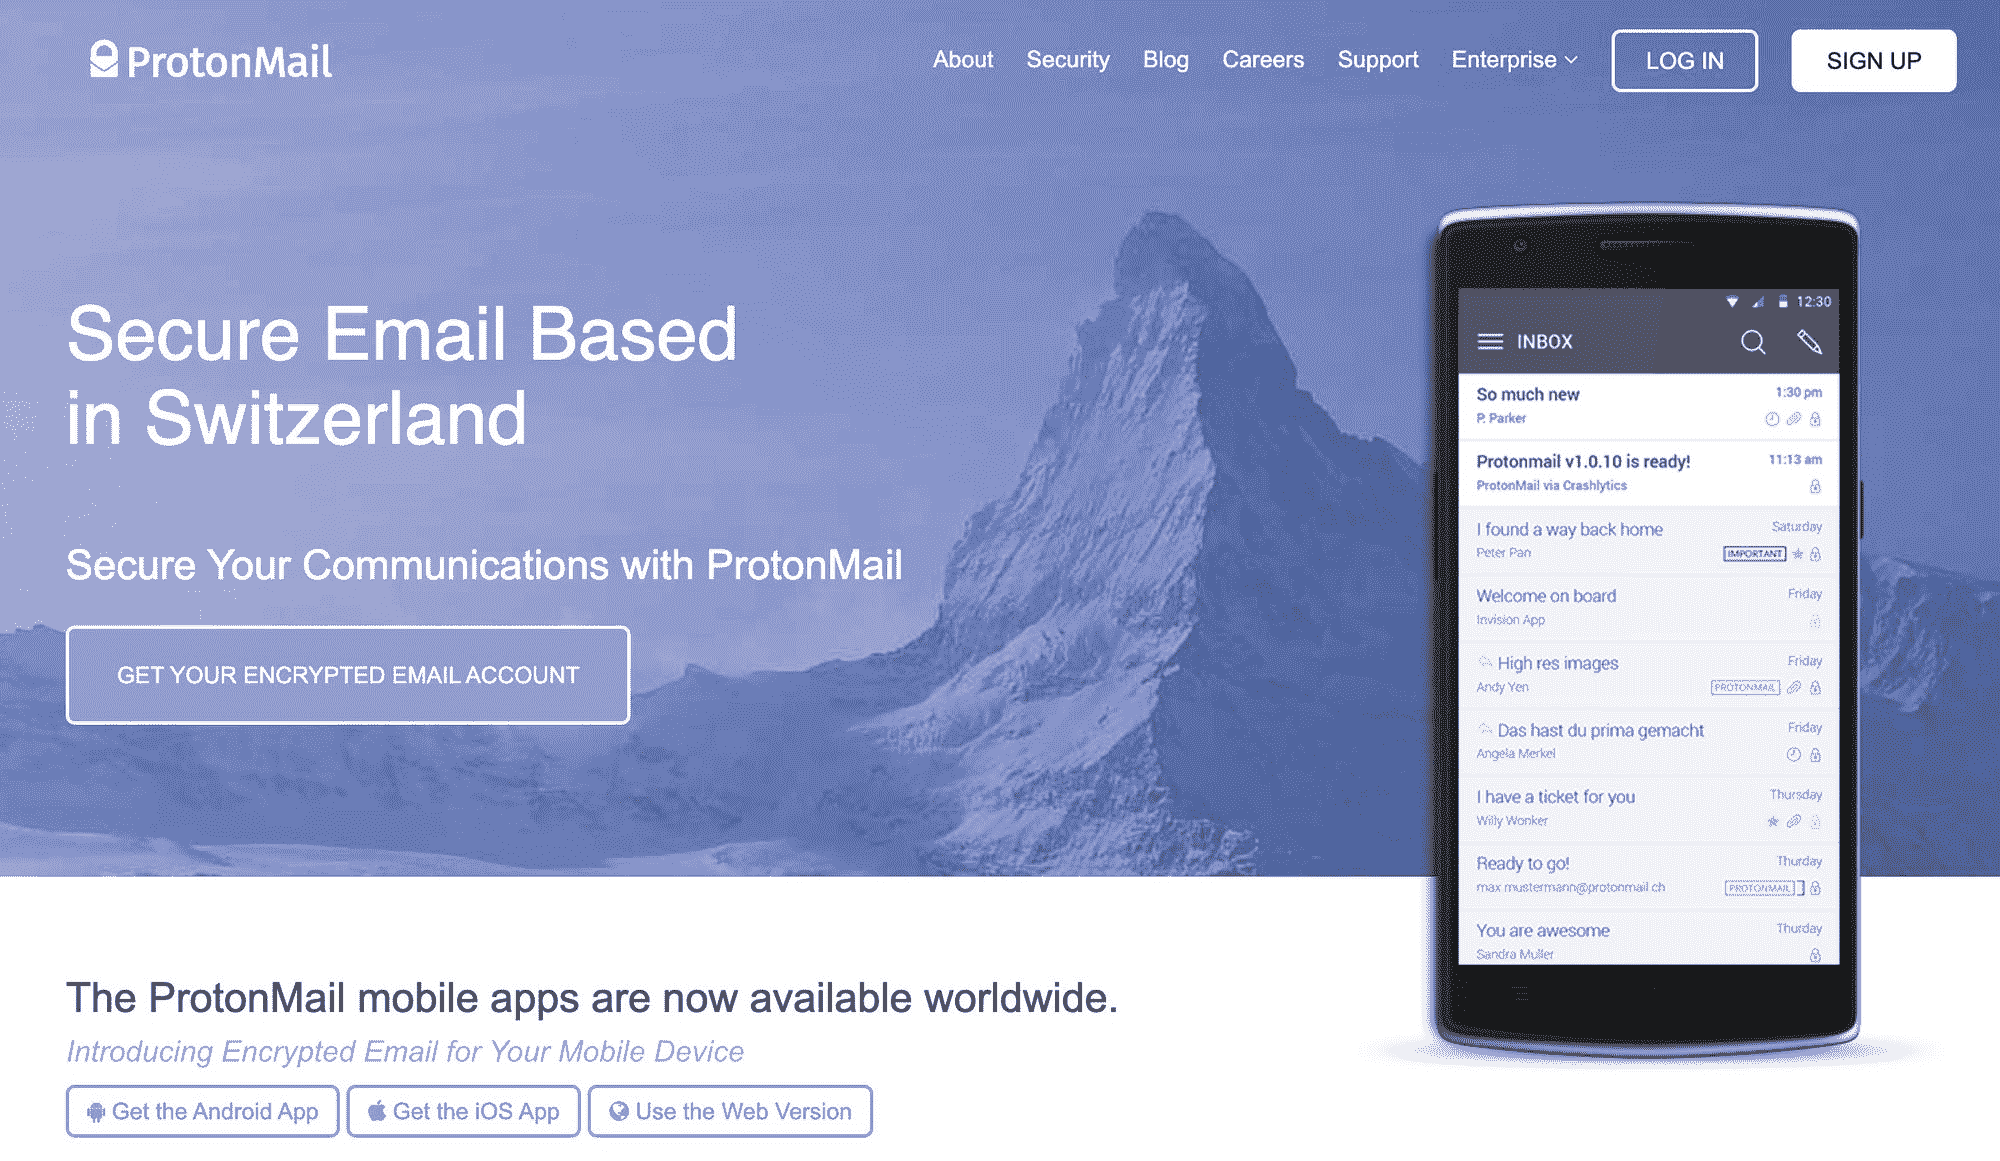 ProtonMail
About Security Blog Careers Support Enterprise LOG IN SIGN UP
Secure Email Based
in Switzerland
Secure Your Communications with ProtonMail
GET YOUR ENCRYPTED EMAIL ACCOUNT
12:30
INBOX
So much new 1:30 pm
P. Parker
Protonmail v1.0.10 is ready! 11:13 am
ProtonMail via Crashlytics
I found a way back home Saturday
Peter Pan IMPORTANT
Welcome on board Friday
Invision App
High res images Friday
Andy Yen PROTONMAIL
Das hast du prima gemacht Friday
Angela Merkel
I have a ticket for you Thursday
Willy Wonker
Ready to go! Thurday
max.mustermann@protonmail.ch PROTONMAIL
You are awesome Thurday
Sandra Muller
The ProtonMail mobile apps are now available worldwide.
Introducing Encrypted Email for Your Mobile Device
Get the Android App Get the iOS App Use the Web Version